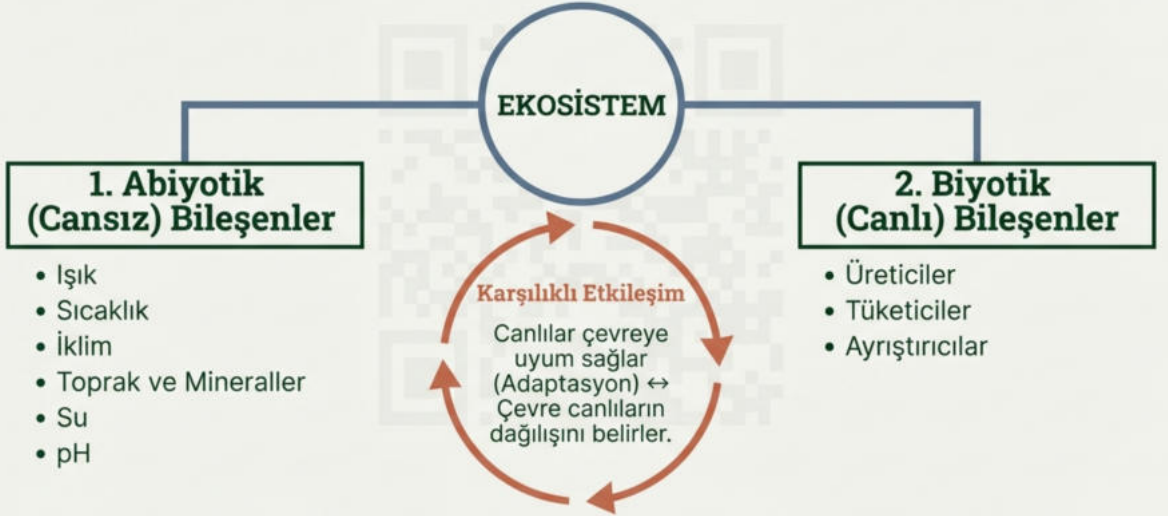 EKOSİSTEM
1. Abiyotik
(Cansız) Bileşenler
• Işık
• Sıcaklık
• İklim
• Toprak ve Mineraller
• Su
• pH
Karşılıklı Etkileşim
Canlılar çevreye
uyum sağlar
(Adaptasyon) ↔
Çevre canlıların
dağılışını belirler.
2. Biyotik
(Canlı) Bileşenler
• Üreticiler
• Tüketiciler
• Ayrıştırıcılar